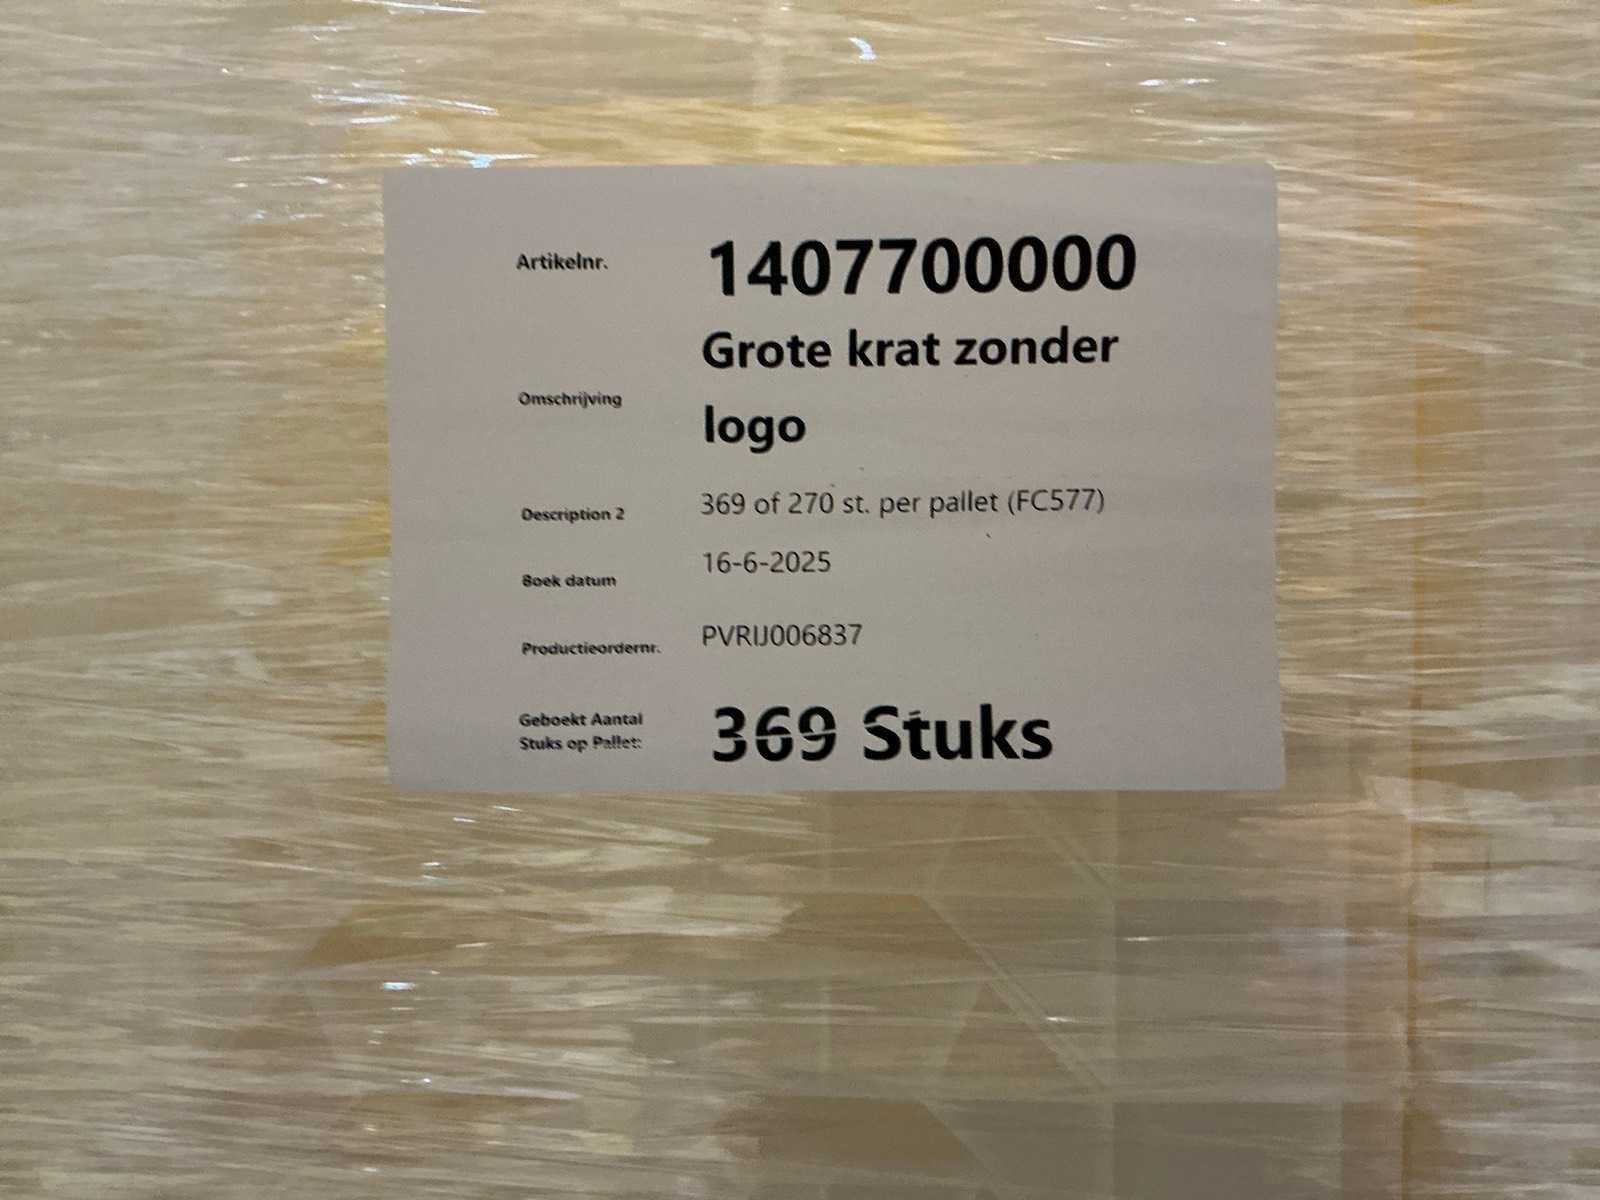 Artikelnr. 1407700000
Grote krat zonder
Omschrijving
logo
Description 2 369 of 270 st. per pallet (FC577)
Boek datum 16-6-2025
Productieordernr. PVRIJ006837
Geboekt Aantal
Stuks op Pallet: 369 Stuks